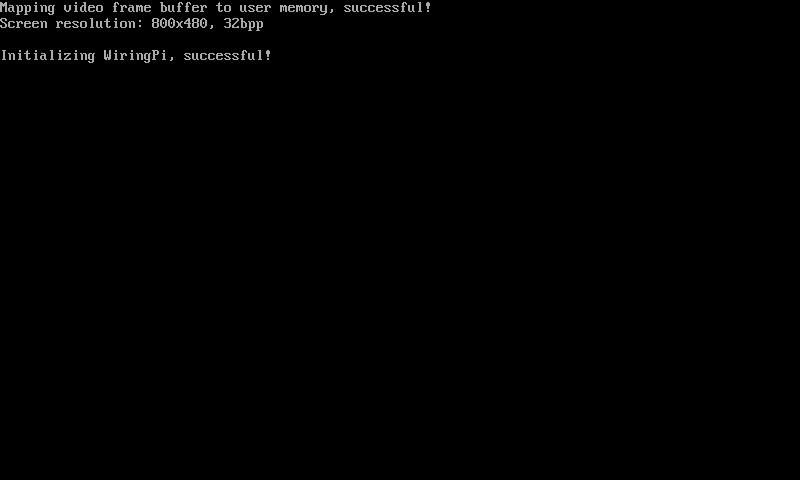 Mapping video frame buffer to user memory, successful!
Screen resolution: 800x480, 32bpp
Initializing WiringPi, successful!